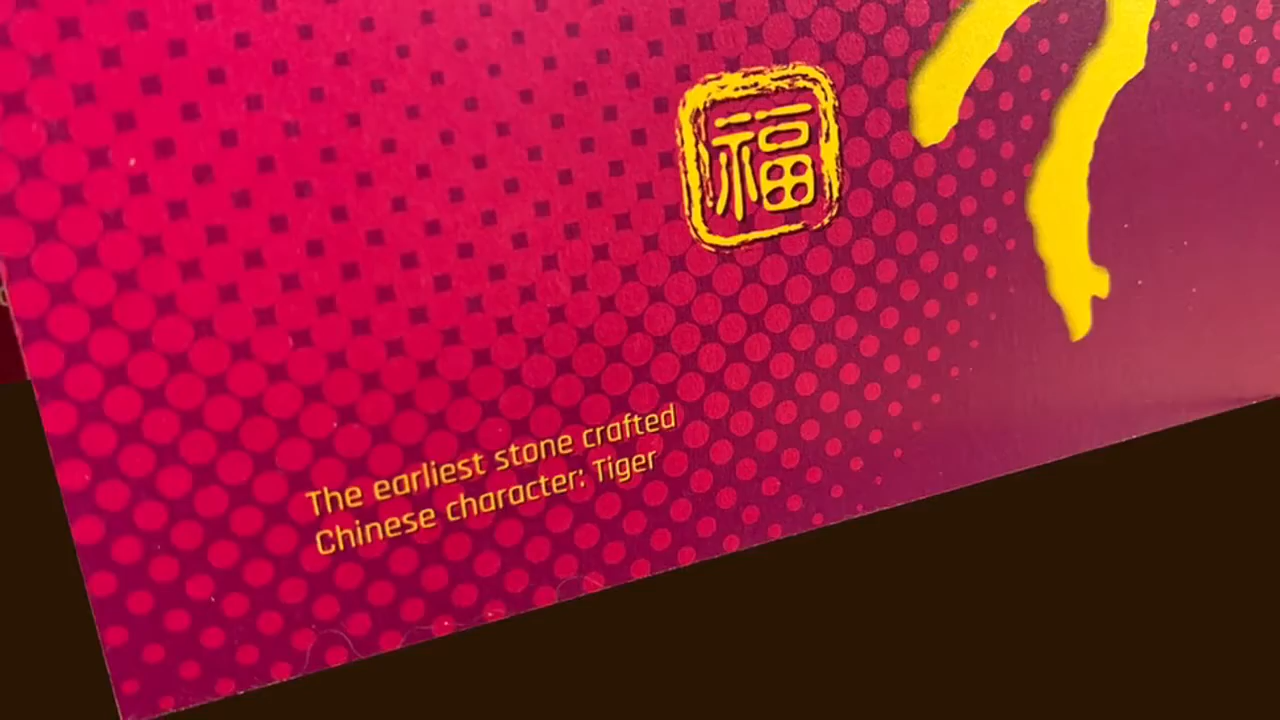 福
The earliest stone crafted
Chinese character: Tiger